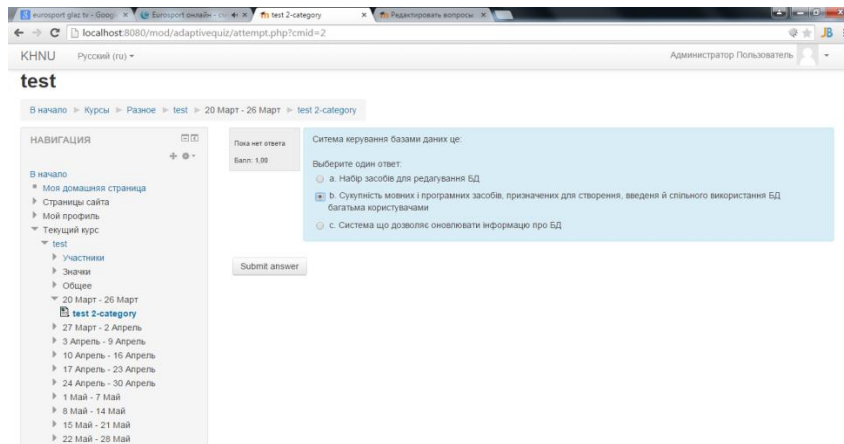 eurosport glac tv - Googl
Eurosport онлайн - с
test 2-category
Редактировать вопросы
localhost:8080/mod/adaptivequiz/attempt.php?cmid=2
JB
KHNU
Русский (ru)
Администратор Пользователь
test
В начало
Курсы
Разное
test
20 Март - 26 Март
test 2-category
НАВИГАЦИЯ
В начало
Моя домашняя страница
Страницы сайта
Мой профиль
Текущий курс
test
Участники
Значки
Общее
20 Март - 26 Март
test 2-category
27 Март - 2 Апрель
3 Апрель - 9 Апрель
10 Апрель - 16 Апрель
17 Апрель - 23 Апрель
24 Апрель - 30 Апрель
1 Май - 7 Май
8 Май - 14 Май
15 Май - 21 Май
22 Май - 28 Май
Пока нет ответа
Балл: 1,00
Ситема керування базами даних це:
Выберите один ответ:
a. Набір засобів для редагування БД
b. Сукупність мовних і програмних засобів, призначених для створення, введеня й спільного використання БД
багатьма користувачами
c. Система що дозволяє оновлювати інформацію про БД
Submit answer